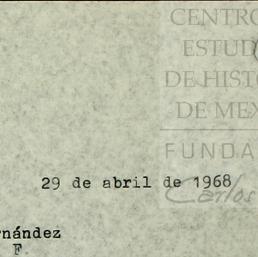 CENTRO
ESTUD
DE HISTO
DE MEX
FUNDA
Carlos
29 de abril de 1968
rnández
F.